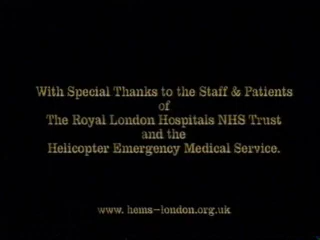 With Special Thanks to the Staff & Patients
of
The Royal London Hospitals NHS Trust
and the
Helicopter Emergency Medical Service.
www.hems-london.org.uk